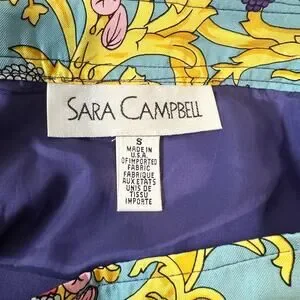 SARA CAMPBELL
S
MADE IN
U.S.A.
OF IMPORTED
FABRIC
FABRIQUE
AUX ETATS
UNIS DE
TISSU
IMPORTE